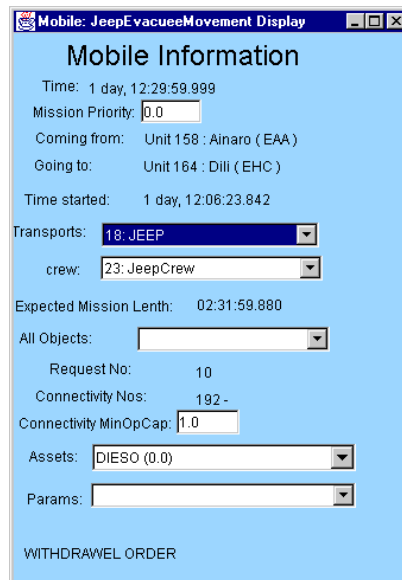 Mobile: JeepEvacueeMovement Display
Mobile Information
Time: 1 day, 12:29:59.999
Mission Priority: 0.0
Coming from: Unit 158 : Ainaro ( EAA )
Going to: Unit 164 : Dili ( EHC )
Time started: 1 day, 12:06:23.842
Transports: 18: JEEP
crew: 23: JeepCrew
Expected Mission Lenth: 02:31:59.880
All Objects:
Request No: 10
Connectivity Nos: 192 -
Connectivity MinOpCap: 1.0
Assets: DIESO (0.0)
Params:
WITHDRAWEL ORDER